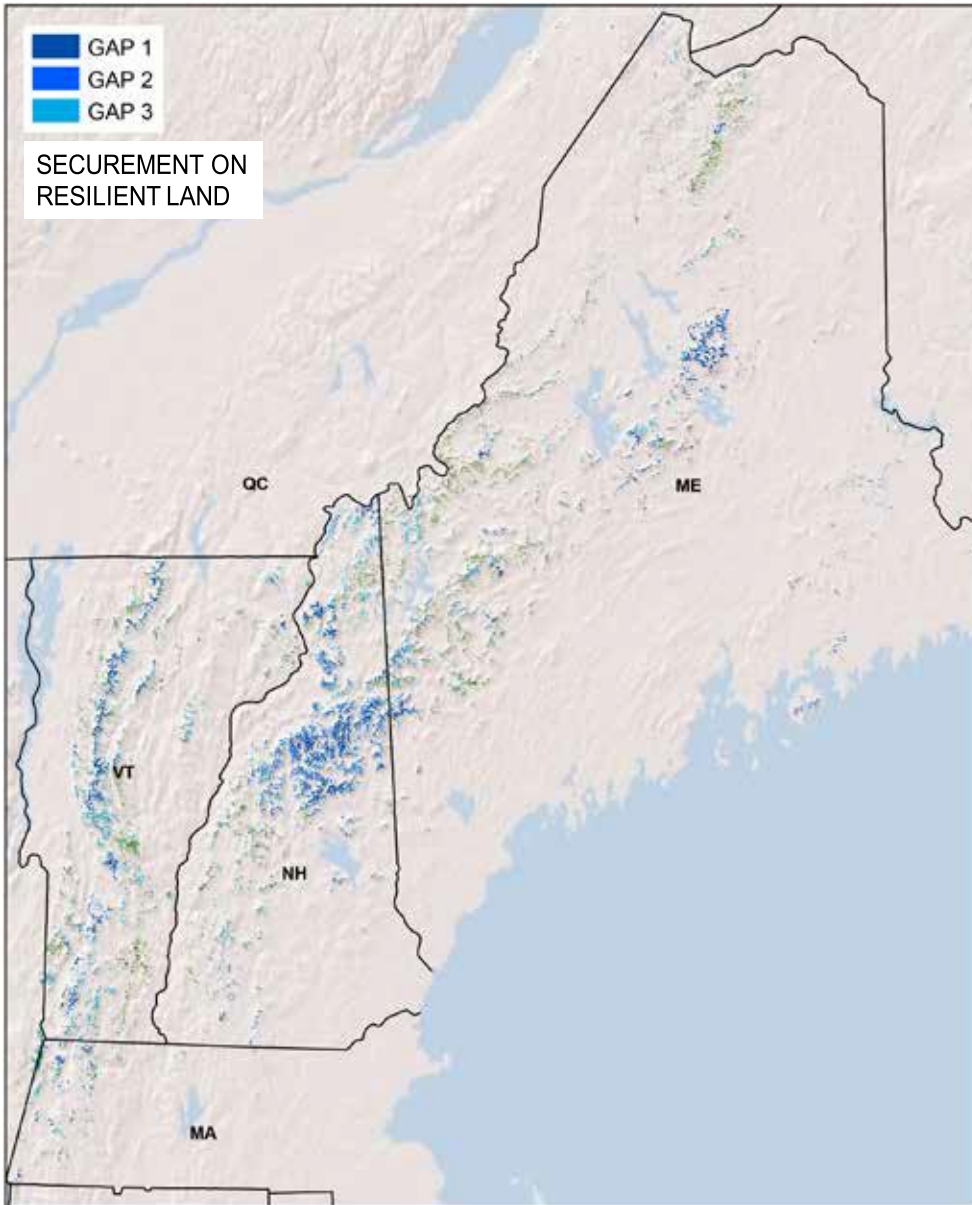 GAP 1
GAP 2
GAP 3
SECUREMENT ON
RESILIENT LAND
QC
ME
VT
NH
MA